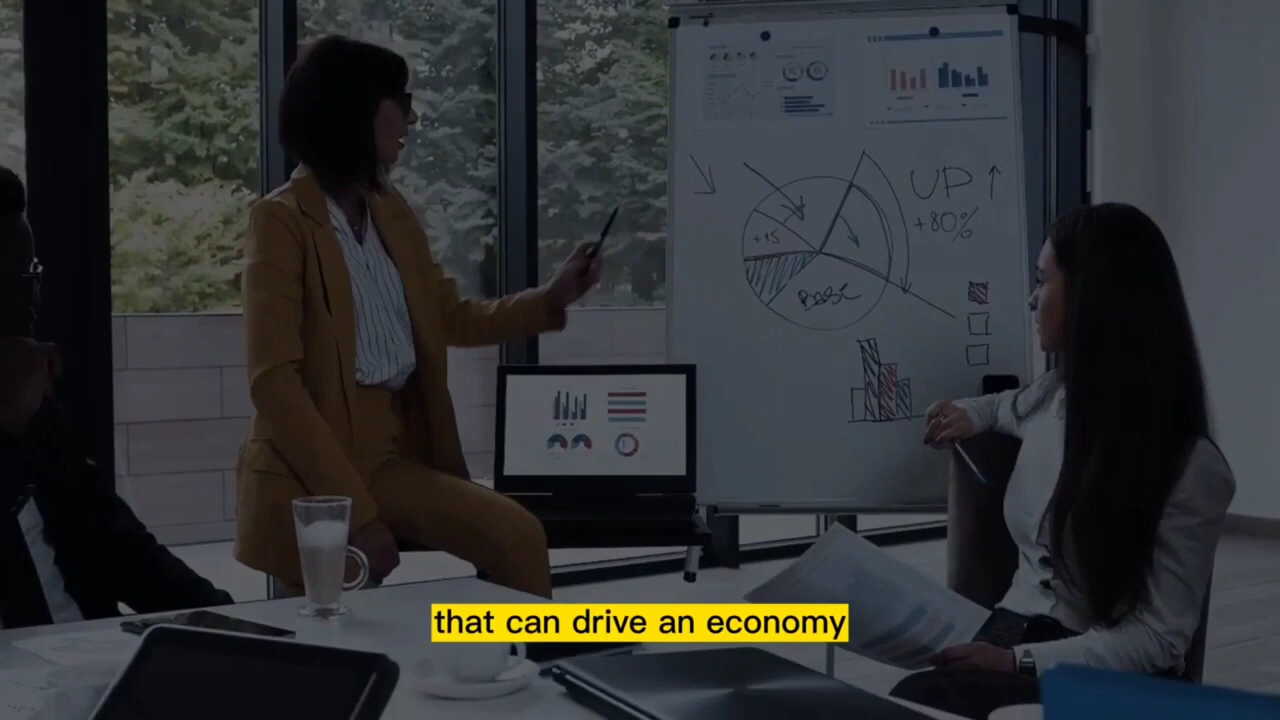 UP ↑
+80%
+15
BASE
that can drive an economy